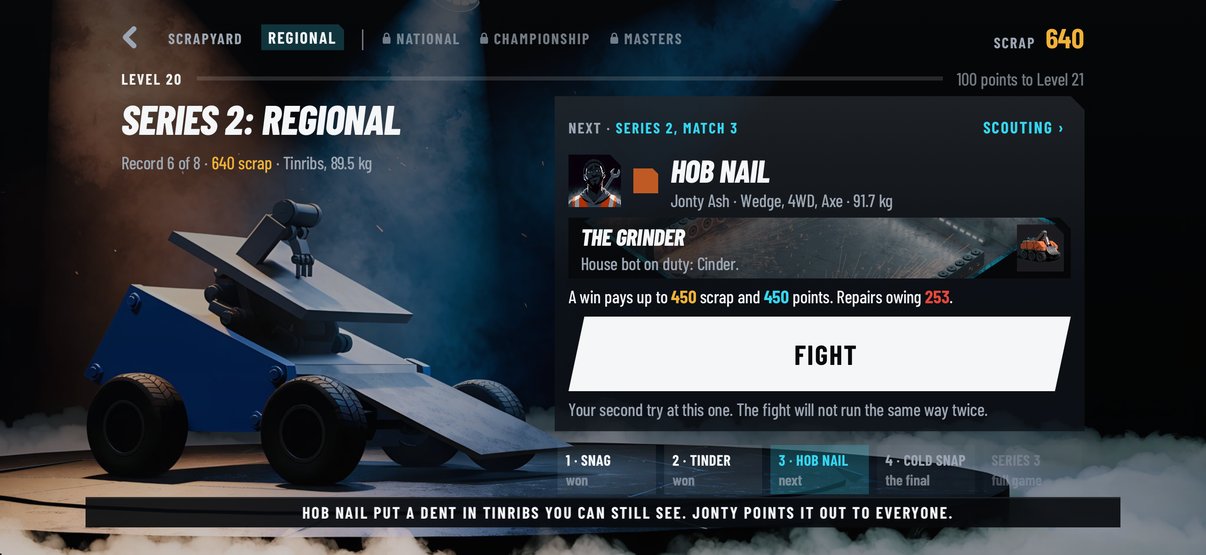 SCRAPYARD REGIONAL NATIONAL CHAMPIONSHIP MASTERS SCRAP 640
LEVEL 20 100 points to Level 21
SERIES 2: REGIONAL
Record 6 of 8 · 640 scrap · Tinribs, 89.5 kg
NEXT · SERIES 2, MATCH 3 SCOUTING ›
HOB NAIL
Jonty Ash · Wedge, 4WD, Axe · 91.7 kg
THE GRINDER
House bot on duty: Cinder.
A win pays up to 450 scrap and 450 points. Repairs owing 253.
FIGHT
Your second try at this one. The fight will not run the same way twice.
1 · SNAG 2 · TINDER 3 · HOB NAIL 4 · COLD SNAP SERIES 3
won won next the final full game
HOB NAIL PUT A DENT IN TINRIBS YOU CAN STILL SEE. JONTY POINTS IT OUT TO EVERYONE.